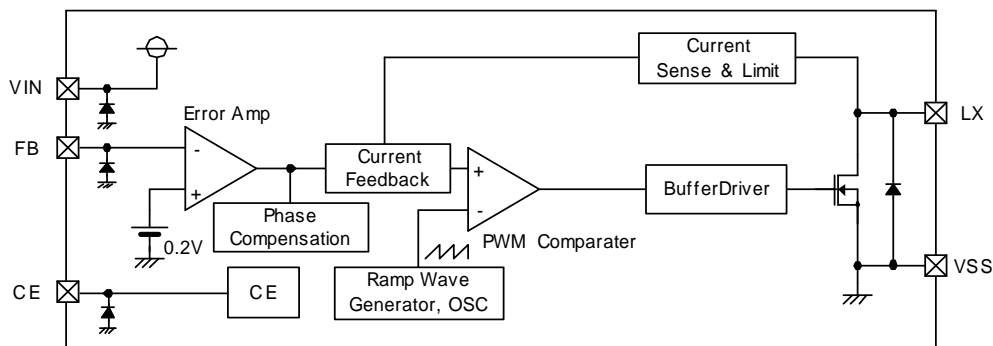 Current
Sense & Limit
VIN
Error Amp
LX
FB
-
+
Current
Feedback
+
-
BufferDriver
Phase
Compensation
0.2V
PWM Comparater
VSS
CE
CE
Ramp Wave
Generator, OSC